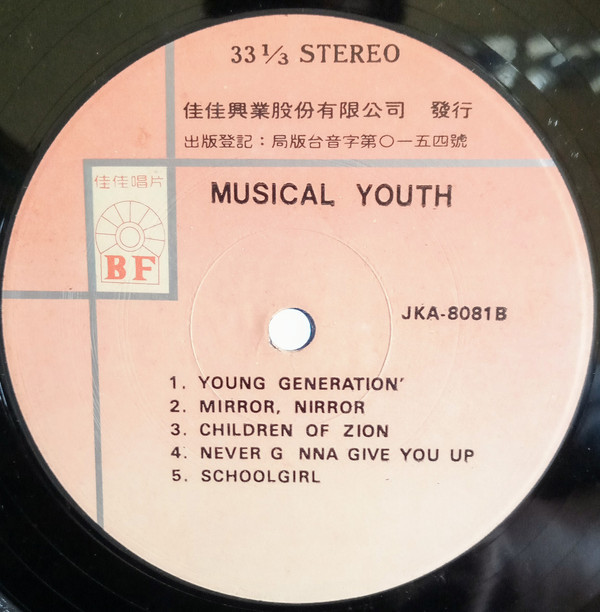 33 1/3 STEREO
佳佳興業股份有限公司 發行
出版登記：局版台音字第〇一五四號
佳佳唱片
BF
MUSICAL YOUTH
JKA-8081B
1. YOUNG GENERATION′
2. MIRROR, NIRROR
3. CHILDREN OF ZION
4. NEVER G NNA GIVE YOU UP
5. SCHOOLGIRL